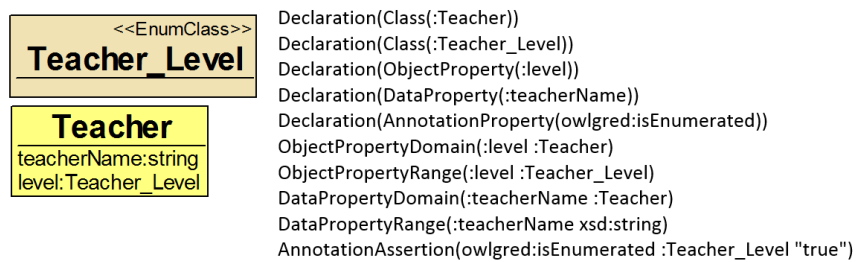 <<EnumClass>>
Teacher_Level
Teacher
teacherName:string
level:Teacher_Level
Declaration(Class(:Teacher))
Declaration(Class(:Teacher_Level))
Declaration(ObjectProperty(:level))
Declaration(DataProperty(:teacherName))
Declaration(AnnotationProperty(owlgred:isEnumerated))
ObjectPropertyDomain(:level :Teacher)
ObjectPropertyRange(:level :Teacher_Level)
DataPropertyDomain(:teacherName :Teacher)
DataPropertyRange(:teacherName xsd:string)
AnnotationAssertion(owlgred:isEnumerated :Teacher_Level "true")